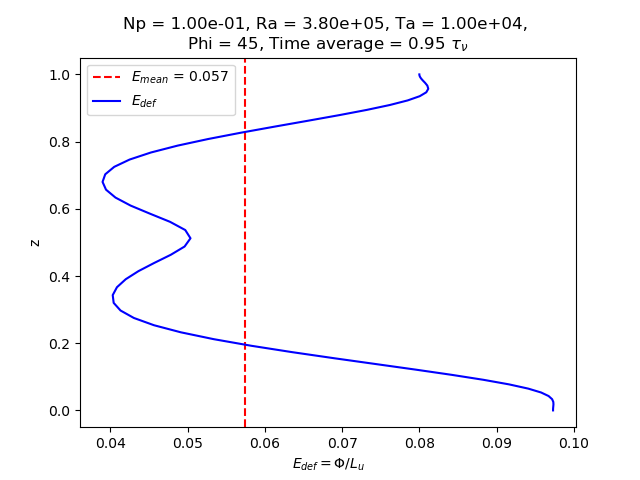 Np = 1.00e-01, Ra = 3.80e+05, Ta = 1.00e+04,
Phi = 45, Time average = 0.95 τ_ν
E_mean = 0.057
E_def
1.0
0.8
0.6
0.4
0.2
0.0
z
0.04 0.05 0.06 0.07 0.08 0.09 0.10
E_def = Φ/L_u